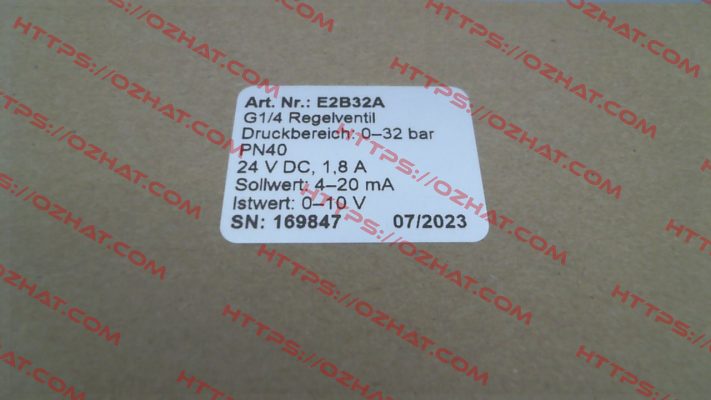 Art. Nr.: E2B32A
G1/4 Regelventil
Druckbereich: 0–32 bar
PN40
24 V DC, 1,8 A
Sollwert: 4–20 mA
Istwert: 0–10 V
SN: 169847 07/2023
HTTPS://OZHAT.COM